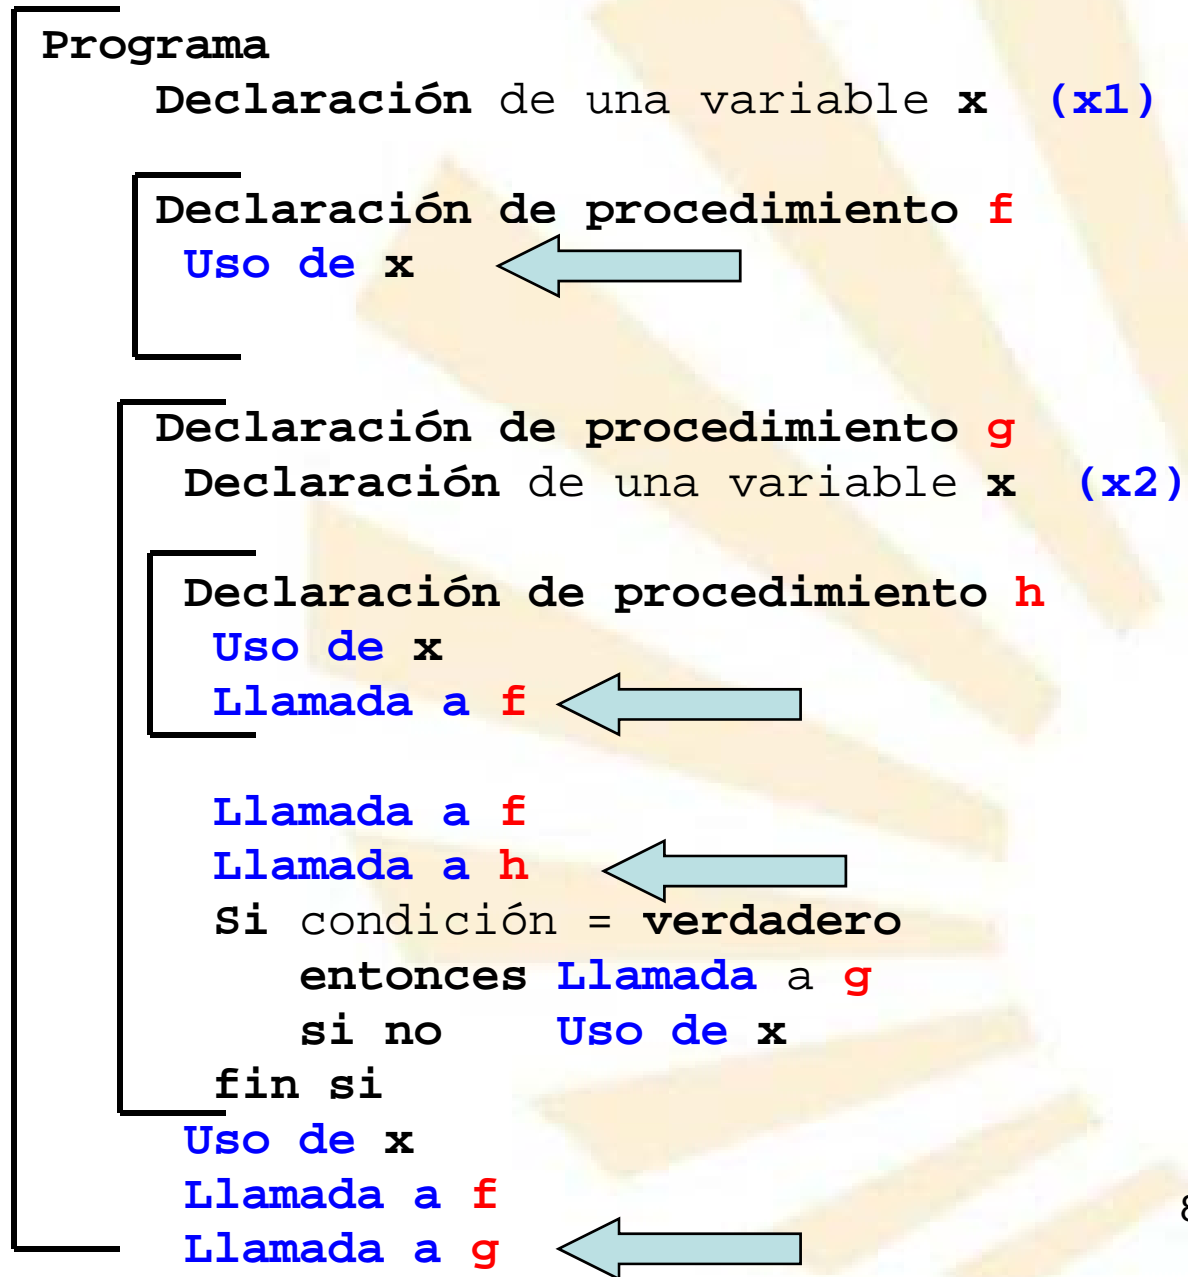 Programa
Declaración de una variable x (x1)
Declaración de procedimiento f
Uso de x
Declaración de procedimiento g
Declaración de una variable x (x2)
Declaración de procedimiento h
Uso de x
Llamada a f
Llamada a f
Llamada a h
Si condición = verdadero
entonces Llamada a g
si no Uso de x
fin si
Uso de x
Llamada a f
Llamada a g